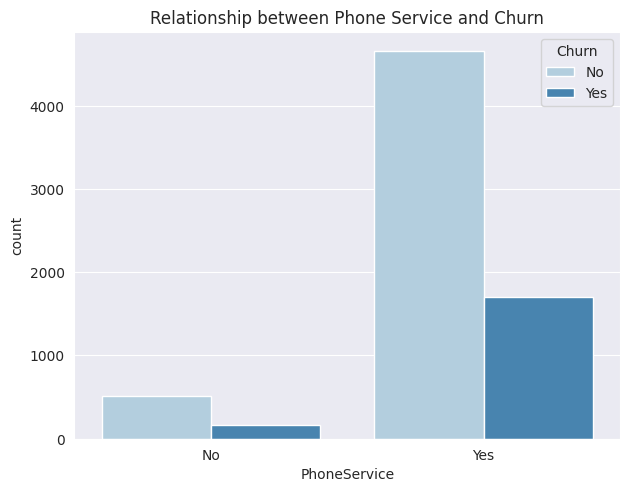 Relationship between Phone Service and Churn
Churn
No
Yes
4000
3000
2000
1000
0
count
No
Yes
PhoneService